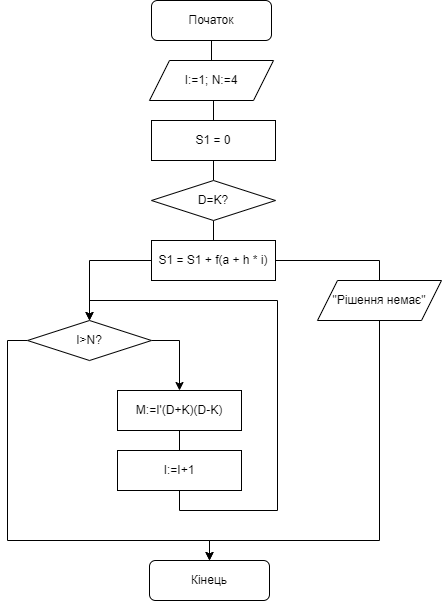 Початок
I:=1; N:=4
S1 = 0
D=K?
S1 = S1 + f(a + h * i)
"Рішення немає"
I>N?
M:=I'(D+K)(D-K)
I:=I+1
Кінець